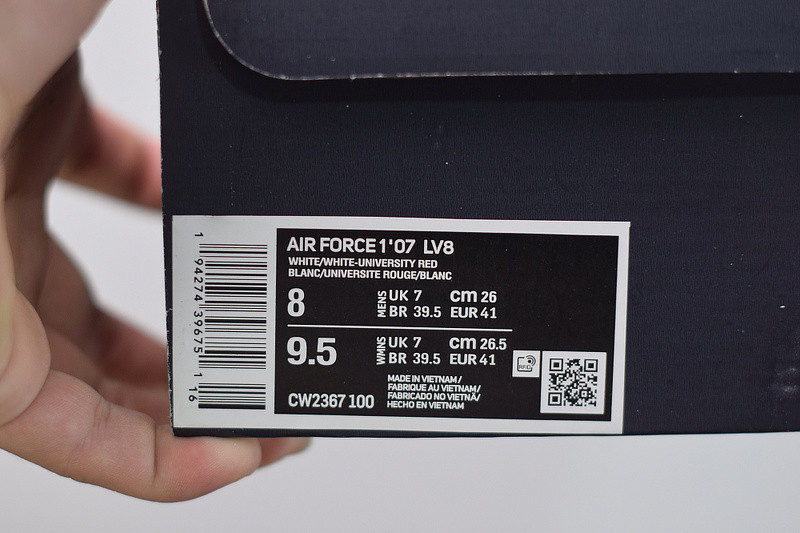 AIR FORCE 1'07 LV8
WHITE/WHITE-UNIVERSITY RED
BLANC/UNIVERSITE ROUGE/BLANC
8 MENS UK 7 cm 26
BR 39.5 EUR 41
9.5 WMNS UK 7 cm 26.5
BR 39.5 EUR 41
RFID
CW2367 100
MADE IN VIETNAM/
FABRIQUE AU VIETNAM/
FABRICADO NO VIETNÃ/
HECHO EN VIETNAM
1 94274 39675 1 16